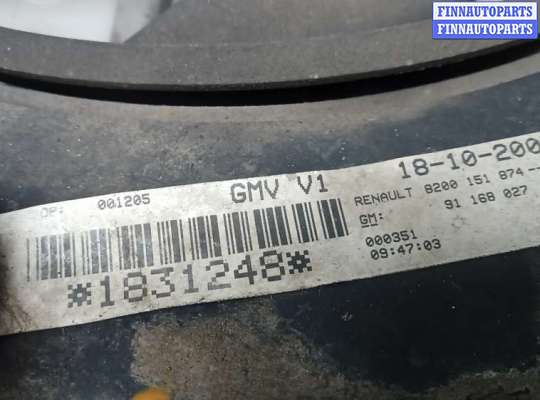 FINNAUTOPARTS
FINNAUTOPARTS
OP: 001205 GMV V1 18-10-200
RENAULT 8200 151 874--
GM: 91 168 027
000351
09:47:03
*1831248*